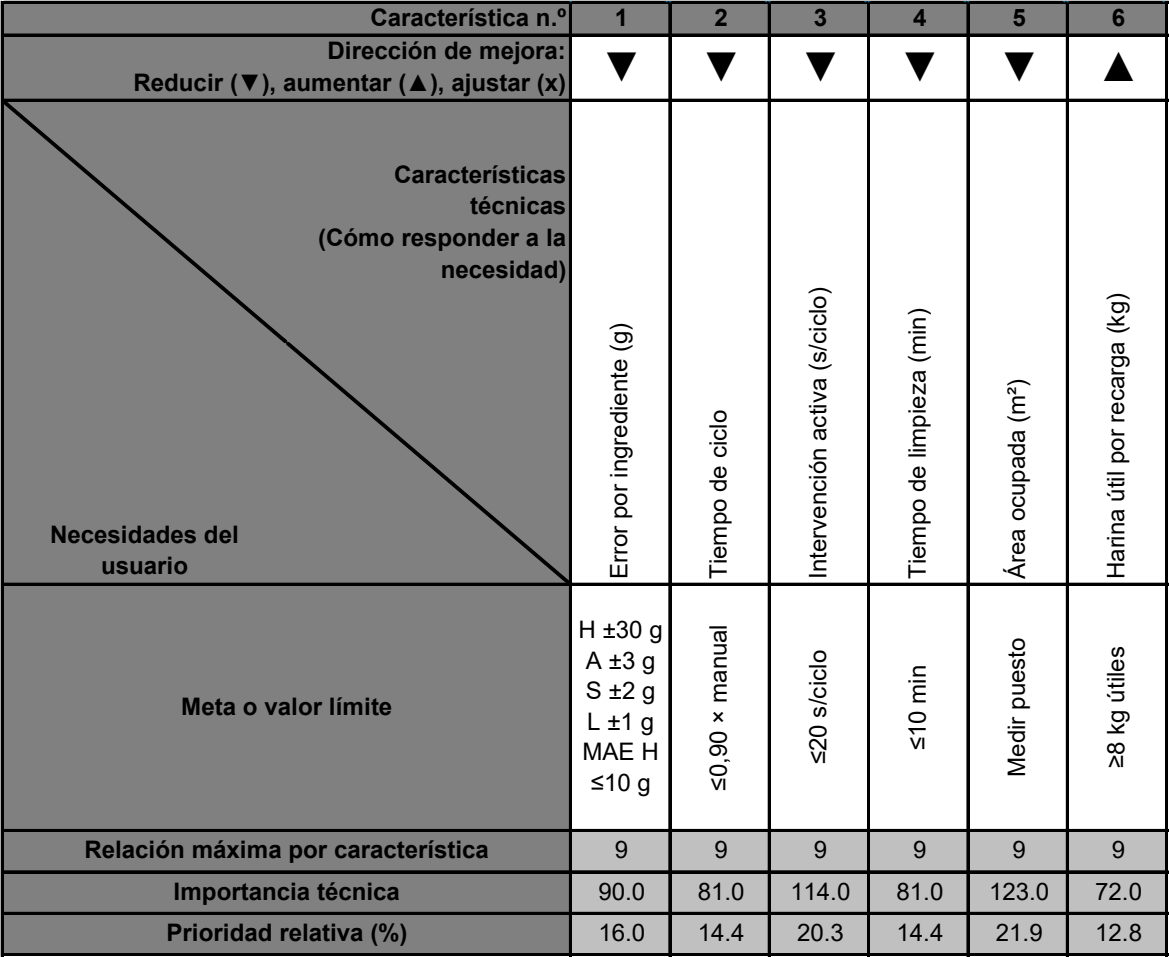 Característica n.º 1 2 3 4 5 6
Dirección de mejora:
Reducir (▼), aumentar (▲), ajustar (x) ▼ ▼ ▼ ▼ ▼ ▲
Características
técnicas
(Cómo responder a la
necesidad)
Necesidades del
usuario
Error por ingrediente (g)
Tiempo de ciclo
Intervención activa (s/ciclo)
Tiempo de limpieza (min)
Área ocupada (m²)
Harina útil por recarga (kg)
Meta o valor límite
H ±30 g
A ±3 g
S ±2 g
L ±1 g
MAE H
≤10 g
≤0,90 × manual
≤20 s/ciclo
≤10 min
Medir puesto
≥8 kg útiles
Relación máxima por característica 9 9 9 9 9 9
Importancia técnica 90.0 81.0 114.0 81.0 123.0 72.0
Prioridad relativa (%) 16.0 14.4 20.3 14.4 21.9 12.8